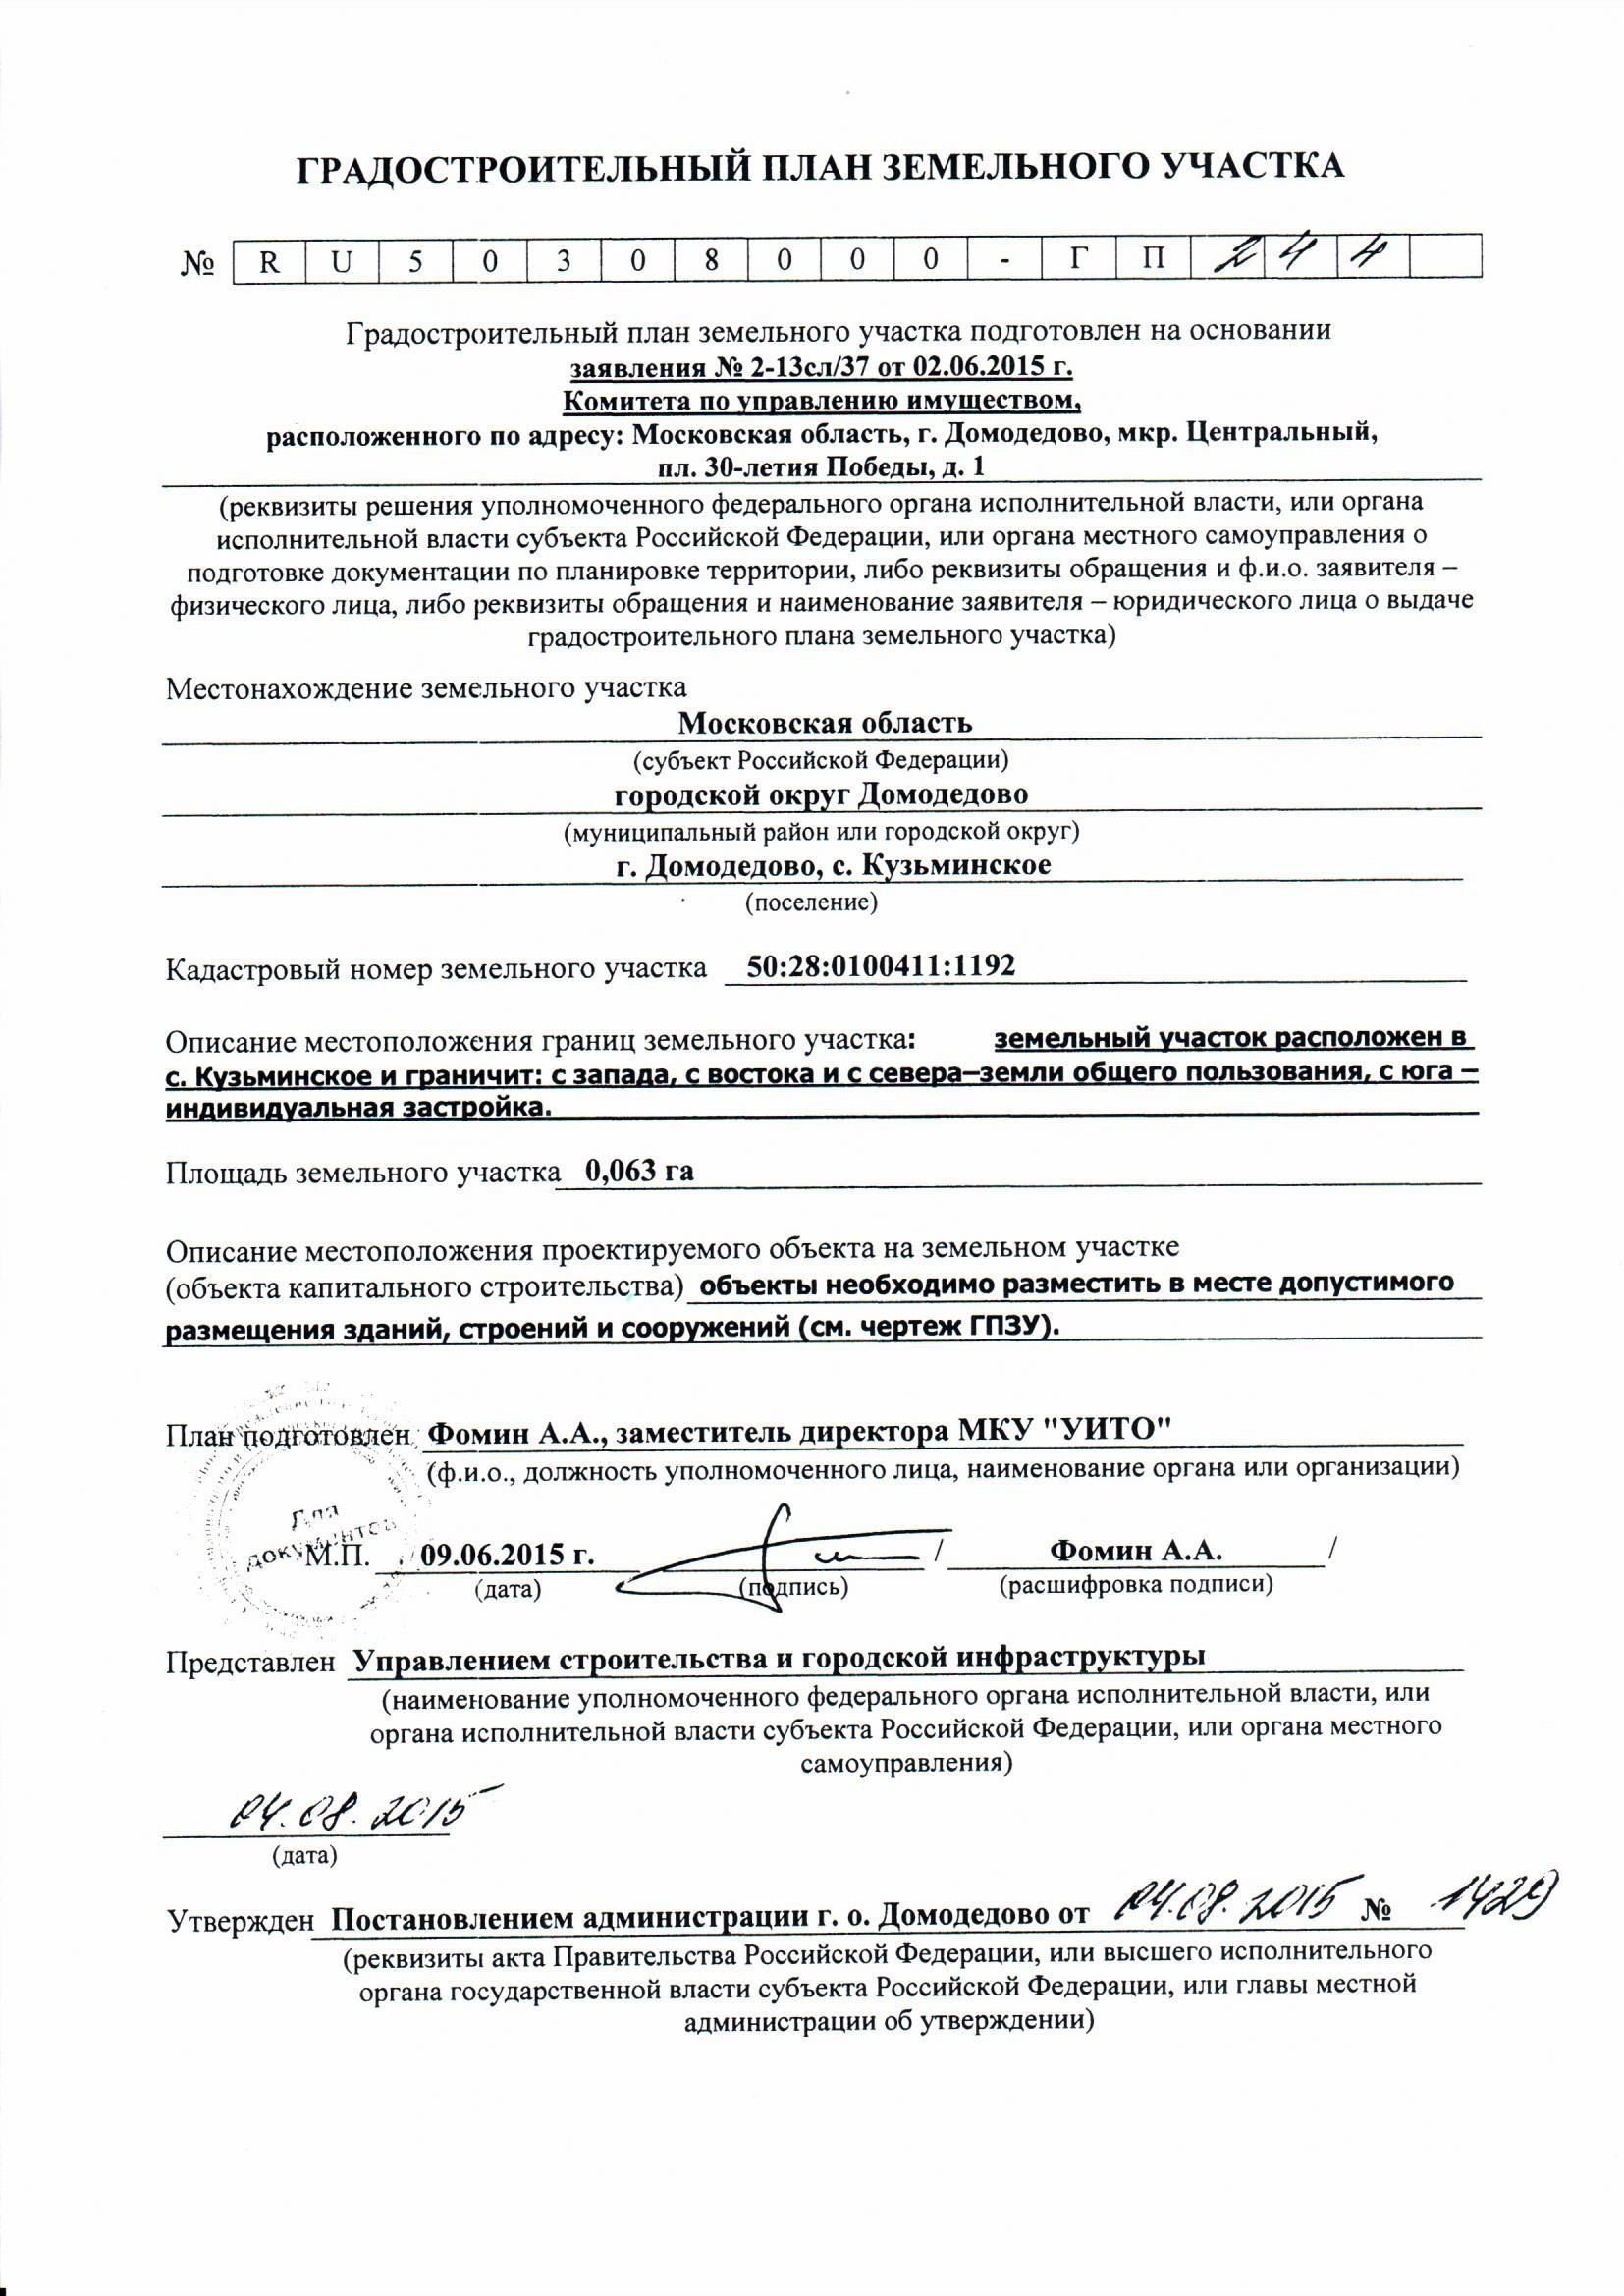 ГРАДОСТРОИТЕЛЬНЫЙ ПЛАН ЗЕМЕЛЬНОГО УЧАСТКА
№ R U 5 0 3 0 8 0 0 0 - Г П 2 4 4
Градостроительный план земельного участка подготовлен на основании
заявления № 2-13сл/37 от 02.06.2015 г.
Комитета по управлению имуществом,
расположенного по адресу: Московская область, г. Домодедово, мкр. Центральный,
пл. 30-летия Победы, д. 1
(реквизиты решения уполномоченного федерального органа исполнительной власти, или органа
исполнительной власти субъекта Российской Федерации, или органа местного самоуправления о
подготовке документации по планировке территории, либо реквизиты обращения и ф.и.о. заявителя –
физического лица, либо реквизиты обращения и наименование заявителя – юридического лица о выдаче
градостроительного плана земельного участка)
Местонахождение земельного участка
Московская область
(субъект Российской Федерации)
городской округ Домодедово
(муниципальный район или городской округ)
г. Домодедово, с. Кузьминское
(поселение)
Кадастровый номер земельного участка 50:28:0100411:1192
Описание местоположения границ земельного участка: земельный участок расположен в
с. Кузьминское и граничит: с запада, с востока и с севера–земли общего пользования, с юга –
индивидуальная застройка.
Площадь земельного участка 0,063 га
Описание местоположения проектируемого объекта на земельном участке
(объекта капитального строительства) объекты необходимо разместить в месте допустимого
размещения зданий, строений и сооружений (см. чертеж ГПЗУ).
План подготовлен Фомин А.А., заместитель директора МКУ "УИТО"
(ф.и.о., должность уполномоченного лица, наименование органа или организации)
Для
документов
М.П. 09.06.2015 г. / Фомин А.А. /
(дата) (подпись) (расшифровка подписи)
Представлен Управлением строительства и городской инфраструктуры
(наименование уполномоченного федерального органа исполнительной власти, или
органа исполнительной власти субъекта Российской Федерации, или органа местного
самоуправления)
04.08.2015
(дата)
Утвержден Постановлением администрации г. о. Домодедово от 04.08.2015 № 1429
(реквизиты акта Правительства Российской Федерации, или высшего исполнительного
органа государственной власти субъекта Российской Федерации, или главы местной
администрации об утверждении)